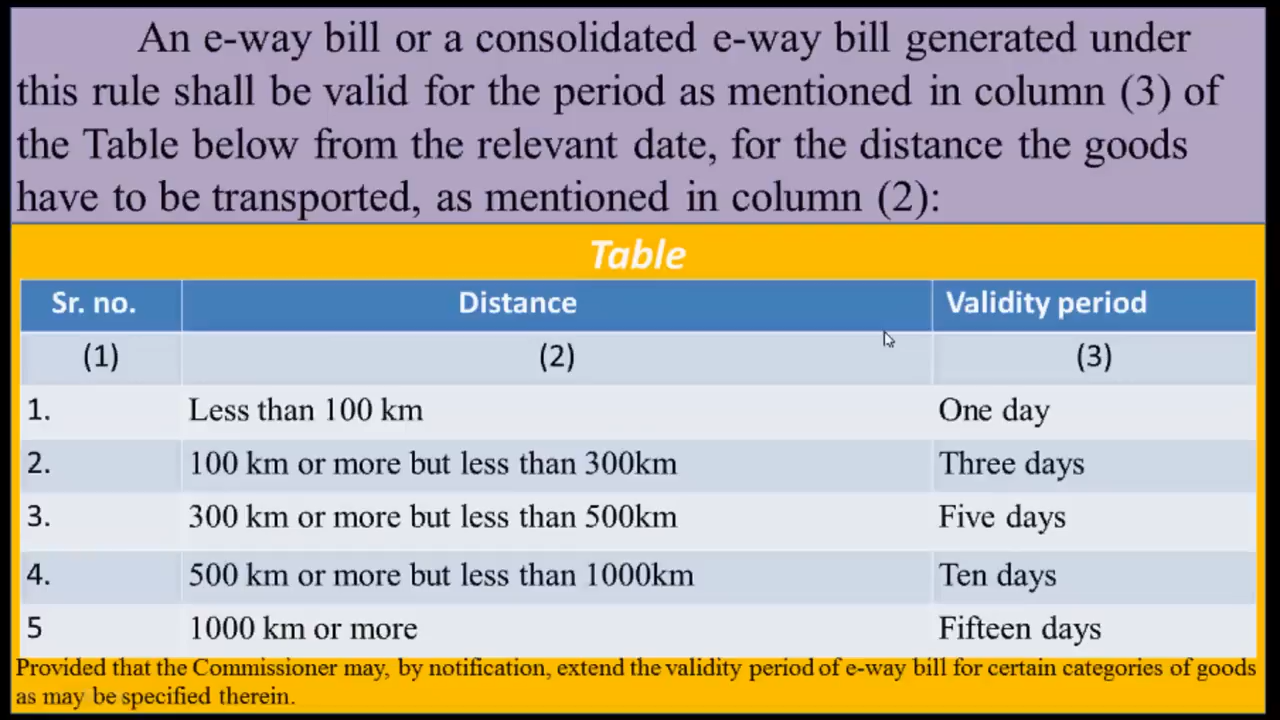 An e-way bill or a consolidated e-way bill generated under
this rule shall be valid for the period as mentioned in column (3) of
the Table below from the relevant date, for the distance the goods
have to be transported, as mentioned in column (2):
Table
Sr. no. Distance Validity period
(1) (2) (3)
1. Less than 100 km One day
2. 100 km or more but less than 300km Three days
3. 300 km or more but less than 500km Five days
4. 500 km or more but less than 1000km Ten days
5 1000 km or more Fifteen days
Provided that the Commissioner may, by notification, extend the validity period of e-way bill for certain categories of goods
as may be specified therein.